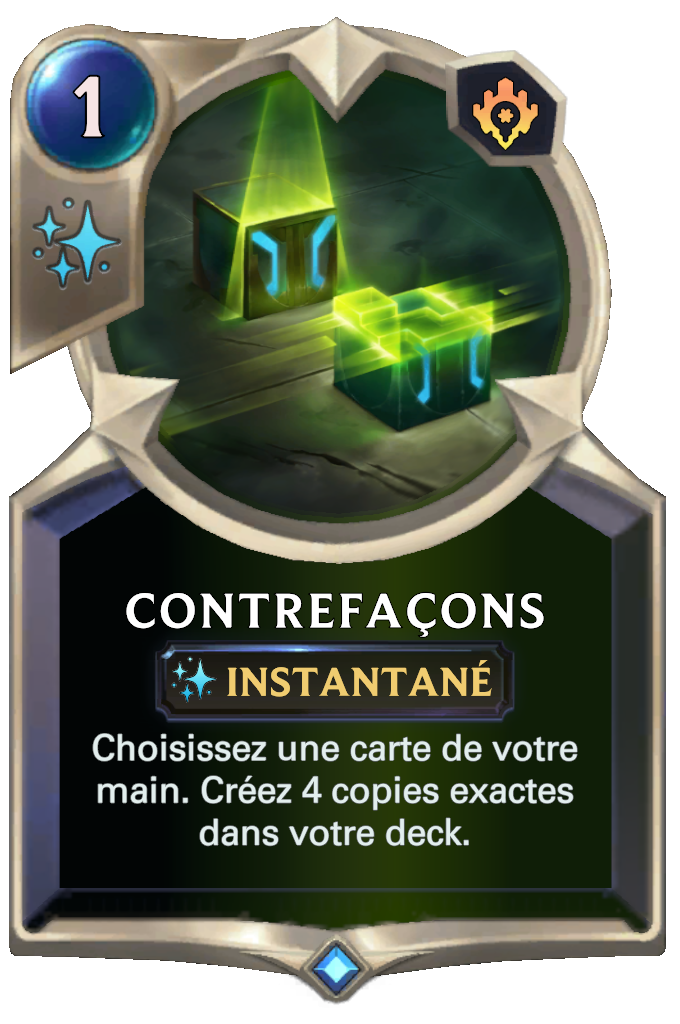 1
CONTREFAÇONS
INSTANTANÉ
Choisissez une carte de votre
main. Créez 4 copies exactes
dans votre deck.